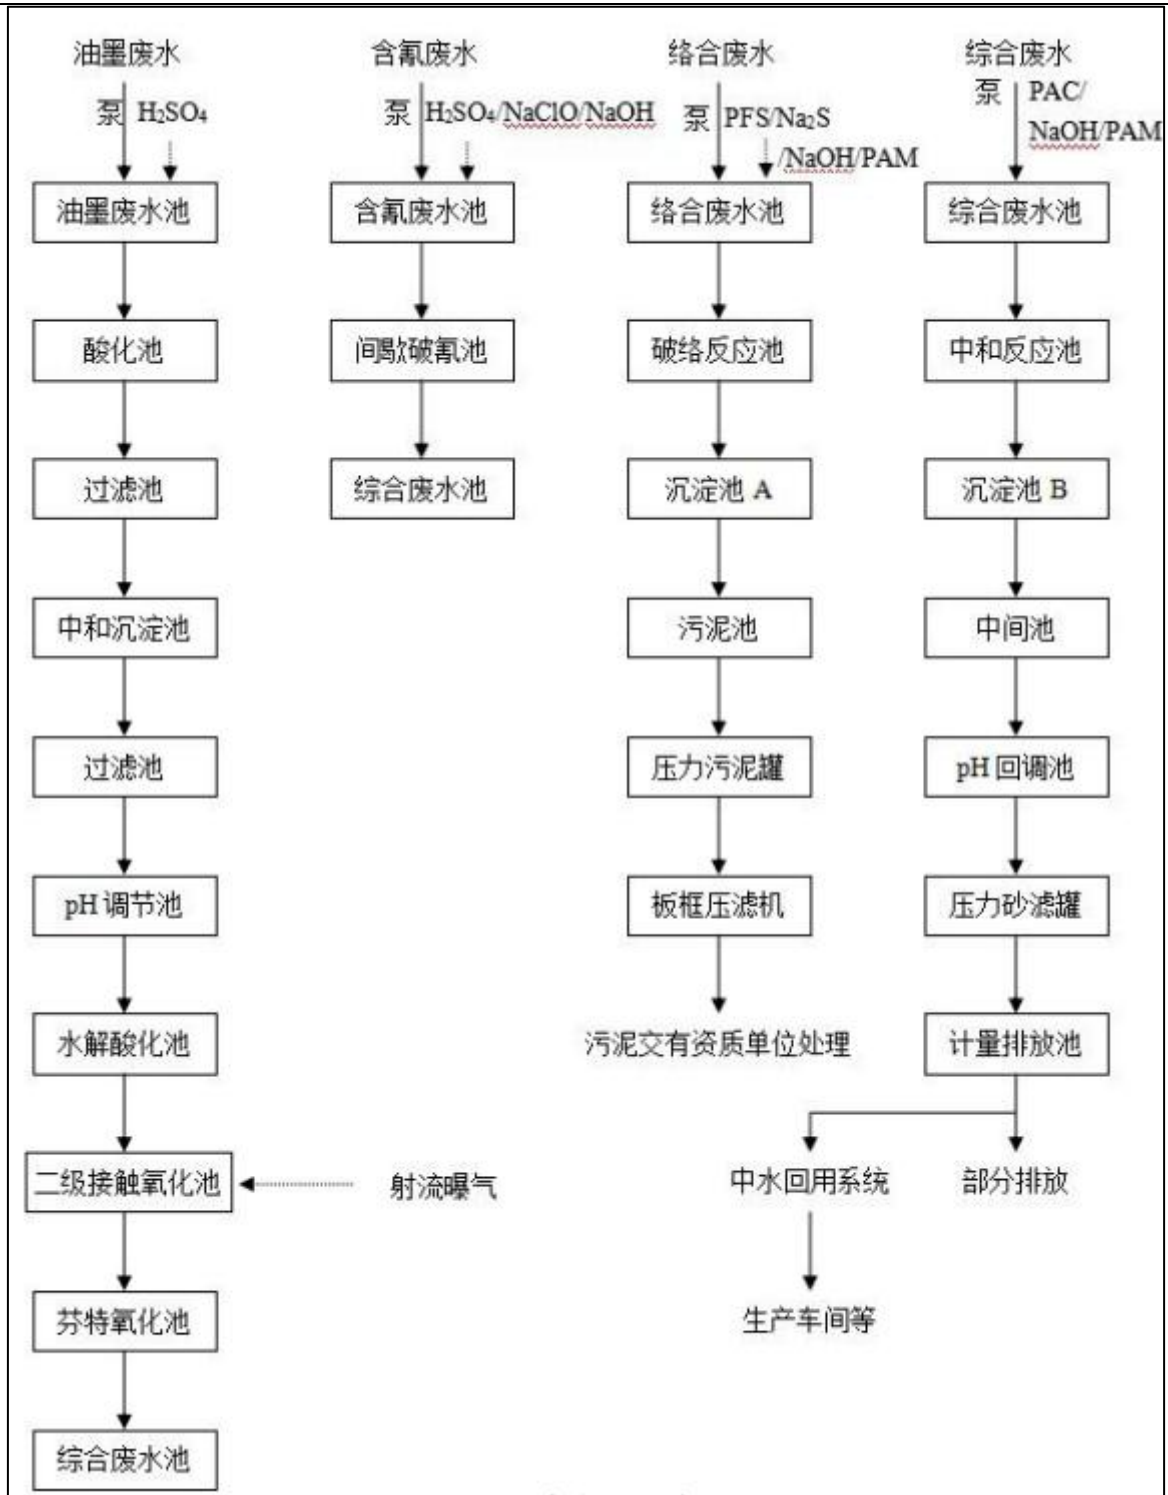 油墨废水
泵 H₂SO₄
油墨废水池
酸化池
过滤池
中和沉淀池
过滤池
pH 调节池
水解酸化池
二级接触氧化池
射流曝气
芬特氧化池
综合废水池
含氰废水
泵 H₂SO₄/NaClO/NaOH
含氰废水池
间歇破氰池
综合废水池
络合废水
泵 PFS/Na₂S
/NaOH/PAM
络合废水池
破络反应池
沉淀池 A
污泥池
压力污泥罐
板框压滤机
污泥交有资质单位处理
综合废水
泵 PAC/
NaOH/PAM
综合废水池
中和反应池
沉淀池 B
中间池
pH 回调池
压力砂滤罐
计量排放池
中水回用系统
部分排放
生产车间等